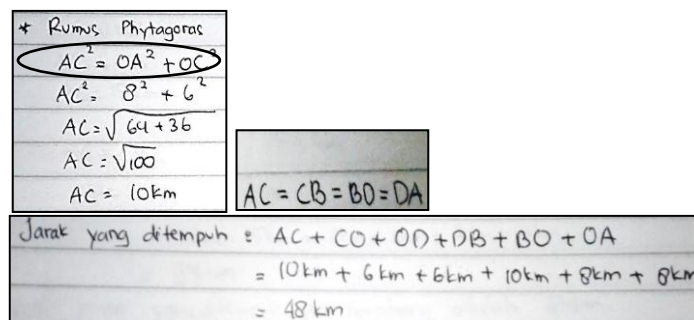 * Rumus Phytagoras
AC² = OA² + OC²
AC² = 8² + 6²
AC = √64 + 36
AC = √100
AC = 10km
AC = CB = BD = DA
Jarak yang ditempuh : AC + CO + OD + DB + BO + OA
= 10km + 6km + 6km + 10km + 8km + 8km
= 48 km